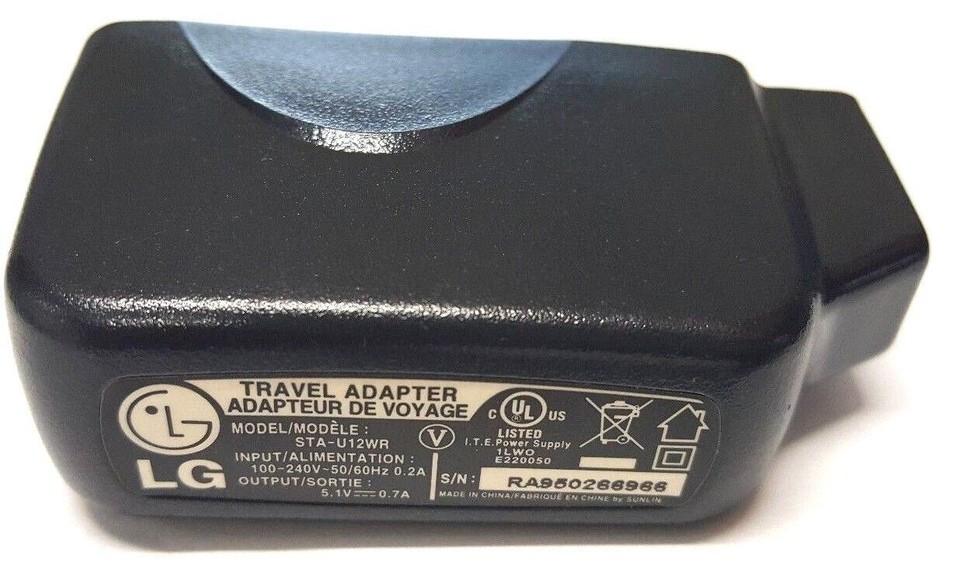 LG
TRAVEL ADAPTER
ADAPTEUR DE VOYAGE
MODEL/MODÈLE :
STA-U12WR
INPUT/ALIMENTATION :
100-240V~50/60Hz 0.2A
OUTPUT/SORTIE :
5.1V⎓0.7A
V
C UL US
LISTED
I.T.E.Power Supply
1LWO
E220050
S/N: RA950266966
MADE IN CHINA/FABRIQUÉ EN CHINE by SUNLIN